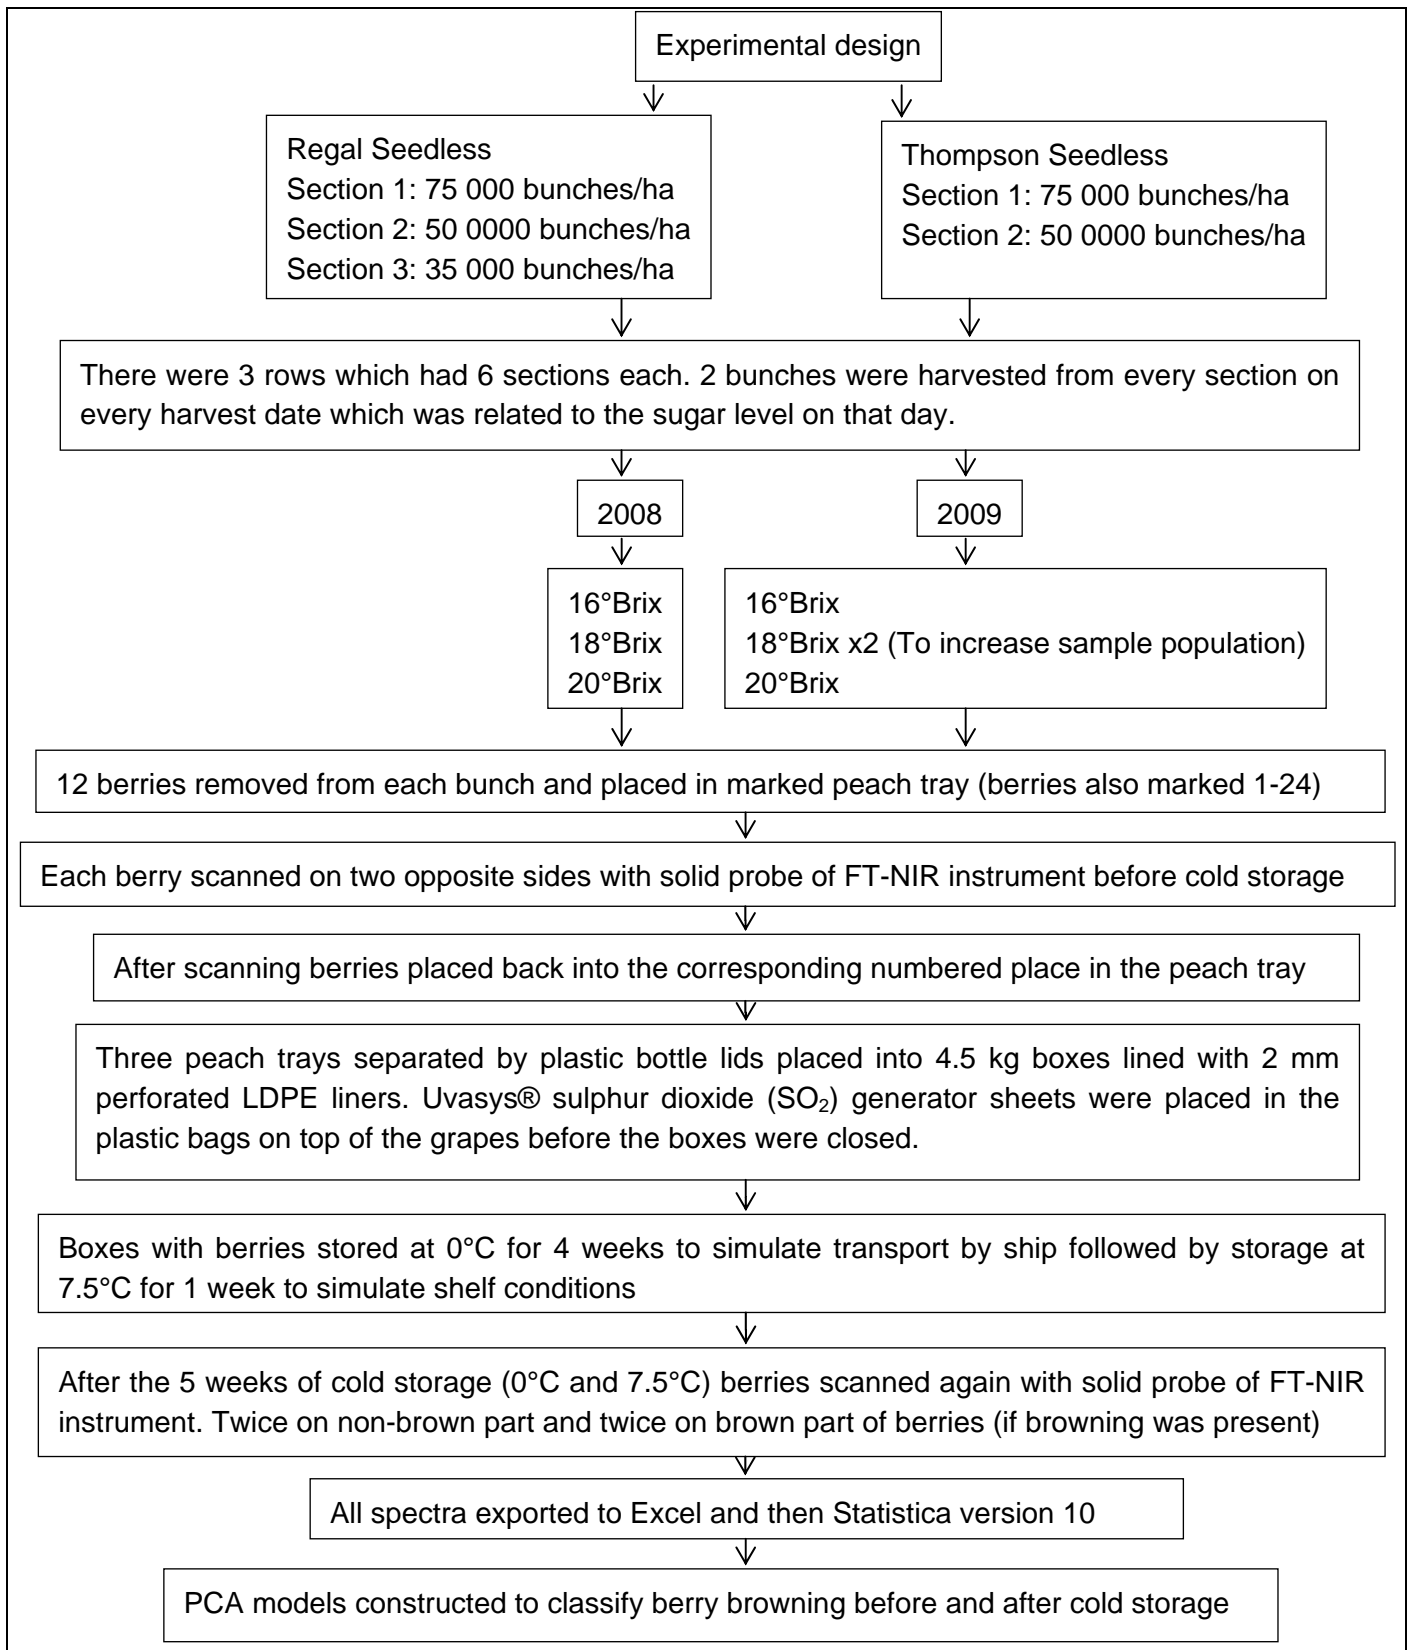 Experimental design
Regal Seedless
Section 1: 75 000 bunches/ha
Section 2: 50 0000 bunches/ha
Section 3: 35 000 bunches/ha
Thompson Seedless
Section 1: 75 000 bunches/ha
Section 2: 50 0000 bunches/ha
There were 3 rows which had 6 sections each. 2 bunches were harvested from every section on
every harvest date which was related to the sugar level on that day.
2008
2009
16°Brix
18°Brix
20°Brix
16°Brix
18°Brix x2 (To increase sample population)
20°Brix
12 berries removed from each bunch and placed in marked peach tray (berries also marked 1-24)
Each berry scanned on two opposite sides with solid probe of FT-NIR instrument before cold storage
After scanning berries placed back into the corresponding numbered place in the peach tray
Three peach trays separated by plastic bottle lids placed into 4.5 kg boxes lined with 2 mm
perforated LDPE liners. Uvasys® sulphur dioxide (SO₂) generator sheets were placed in the
plastic bags on top of the grapes before the boxes were closed.
Boxes with berries stored at 0°C for 4 weeks to simulate transport by ship followed by storage at
7.5°C for 1 week to simulate shelf conditions
After the 5 weeks of cold storage (0°C and 7.5°C) berries scanned again with solid probe of FT-NIR
instrument. Twice on non-brown part and twice on brown part of berries (if browning was present)
All spectra exported to Excel and then Statistica version 10
PCA models constructed to classify berry browning before and after cold storage